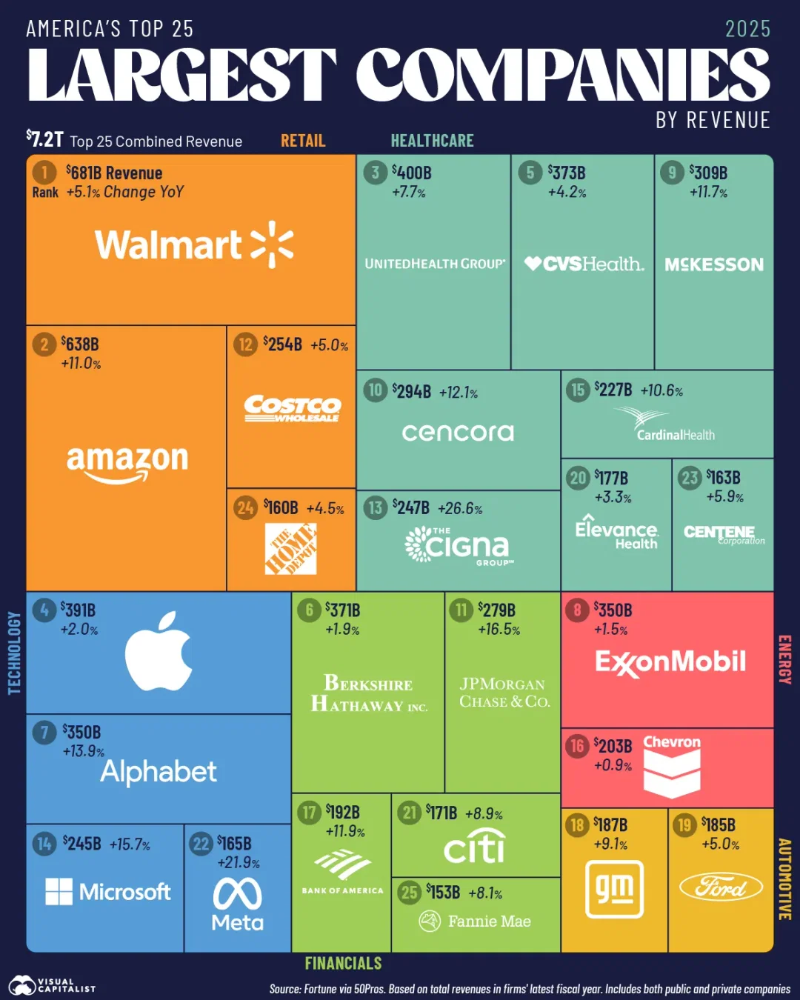 AMERICA'S TOP 25
2025
LARGEST COMPANIES
BY REVENUE
$7.2T Top 25 Combined Revenue
RETAIL
HEALTHCARE
1 $681B Revenue
Rank +5.1% Change YoY
Walmart
3 $400B
+7.7%
UNITEDHEALTH GROUP®
5 $373B
+4.2%
CVSHealth.
9 $309B
+11.7%
MCKESSON
2 $638B
+11.0%
amazon
12 $254B +5.0%
COSTCO
WHOLESALE
24 $160B +4.5%
THE
HOME
DEPOT
10 $294B +12.1%
cencora
15 $227B +10.6%
CardinalHealth
13 $247B +26.6%
THE
cigna
GROUP℠
20 $177B
+3.3%
Elevance
Health
23 $163B
+5.9%
CENTENE
Corporation
TECHNOLOGY
4 $391B
+2.0%
7 $350B
+13.9%
Alphabet
14 $245B +15.7%
Microsoft
22 $165B
+21.9%
Meta
6 $371B
+1.9%
BERKSHIRE
HATHAWAY INC.
11 $279B
+16.5%
JPMORGAN
CHASE & CO.
17 $192B
+11.9%
BANK OF AMERICA
21 $171B +8.9%
citi
25 $153B +8.1%
Fannie Mae
FINANCIALS
ENERGY
8 $350B
+1.5%
ExxonMobil
16 $203B
+0.9%
Chevron
AUTOMOTIVE
18 $187B
+9.1%
gm
19 $185B
+5.0%
Ford
VISUAL
CAPITALIST
Source: Fortune via 50Pros. Based on total revenues in firms' latest fiscal year. Includes both public and private companies